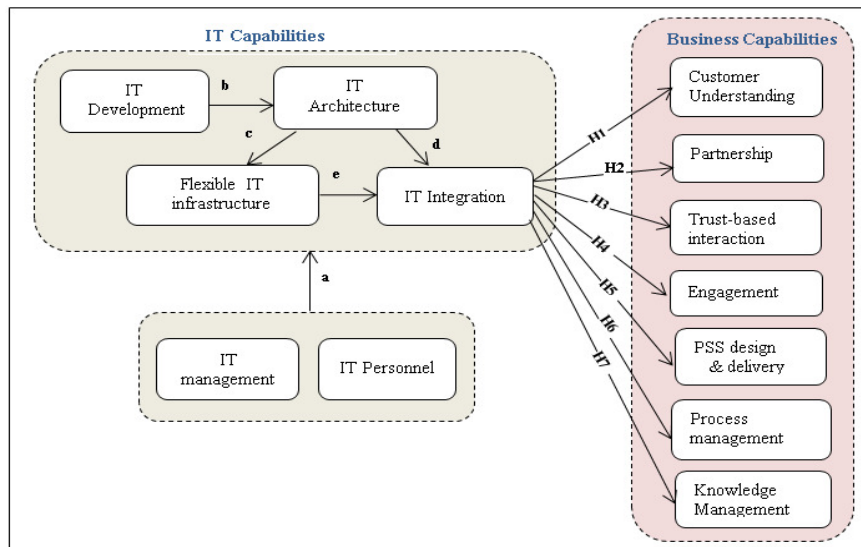 IT Capabilities
IT
Development
b
IT
Architecture
c
d
Flexible IT
infrastructure
e
IT Integration
a
IT
management
IT Personnel
H1
H2
H3
H4
H5
H6
H7
Business Capabilities
Customer
Understanding
Partnership
Trust-based
interaction
Engagement
PSS design
& delivery
Process
management
Knowledge
Management